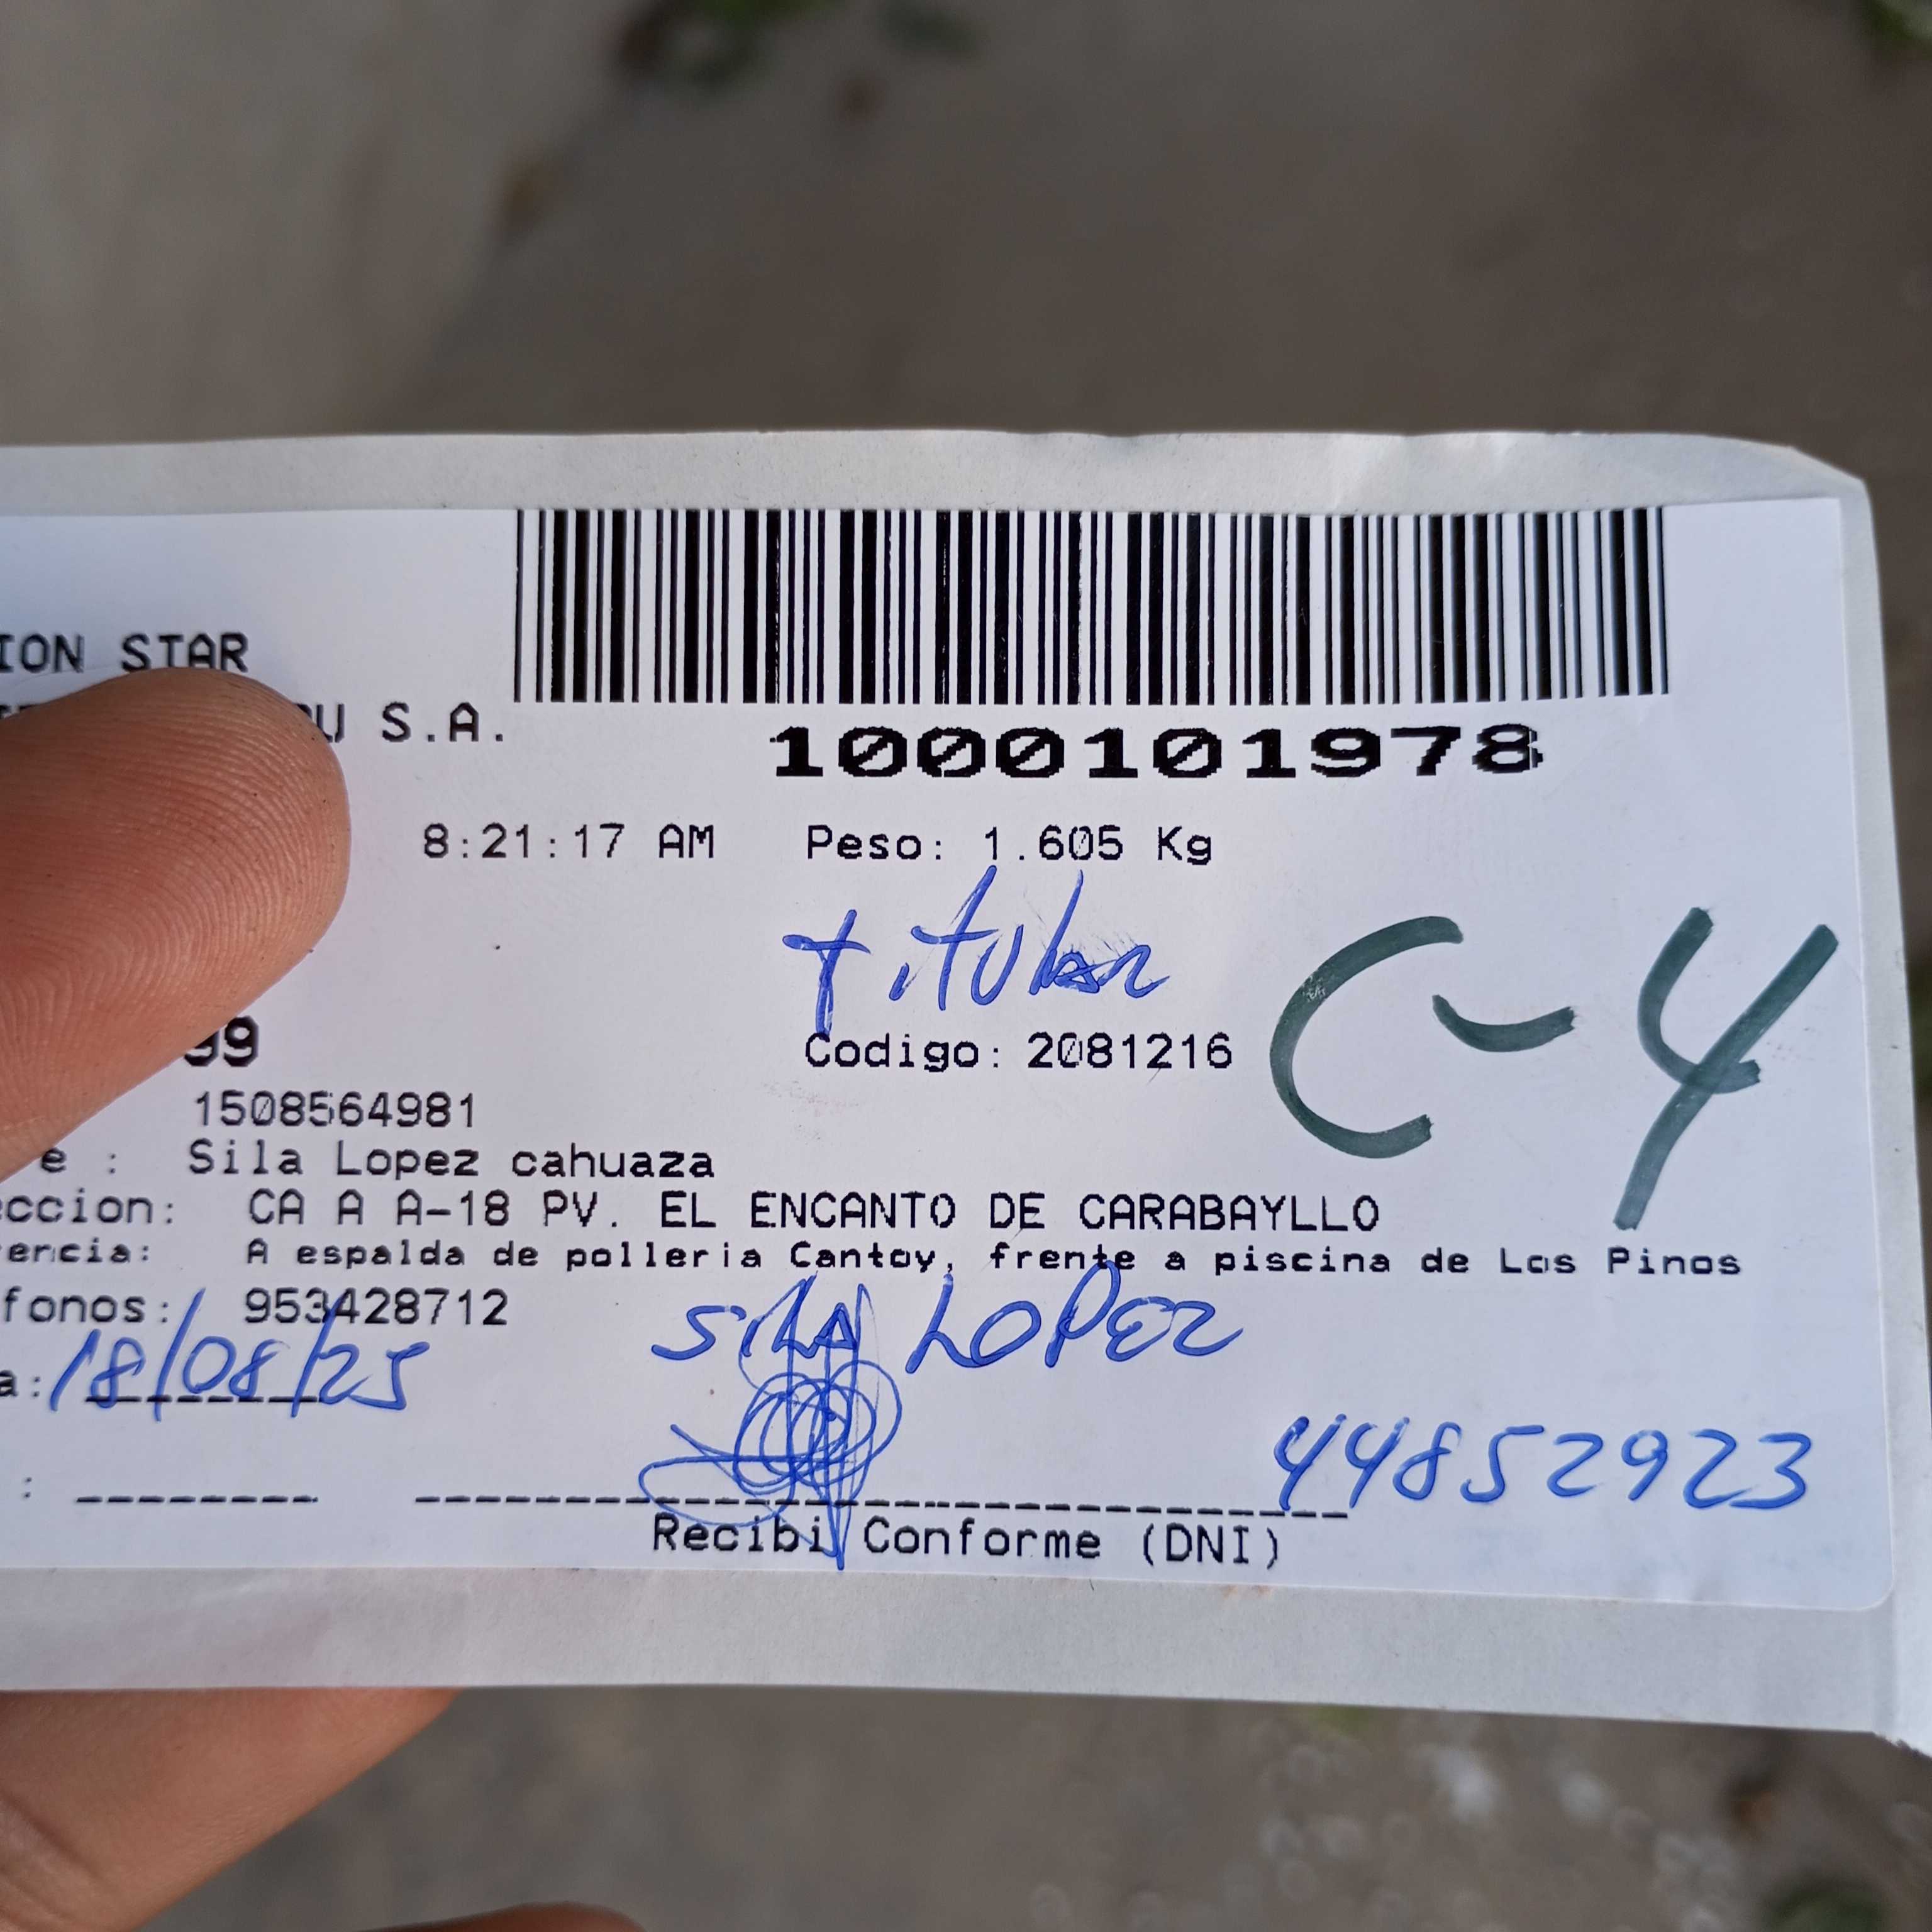 ION STAR
U S.A.
1000101978
8:21:17 AM Peso: 1.605 Kg
titular
C-4
99
Codigo: 2081216
1508564981
e : Sila Lopez cahuaza
eccion: CA A A-18 PV. EL ENCANTO DE CARABAYLLO
encia: A espalda de polleria Cantoy, frente a piscina de Los Pinos
fonos: 953428712
SILA LOPEZ
a: 18/08/25
44852923
: ________ ____________________
Recibi Conforme (DNI)